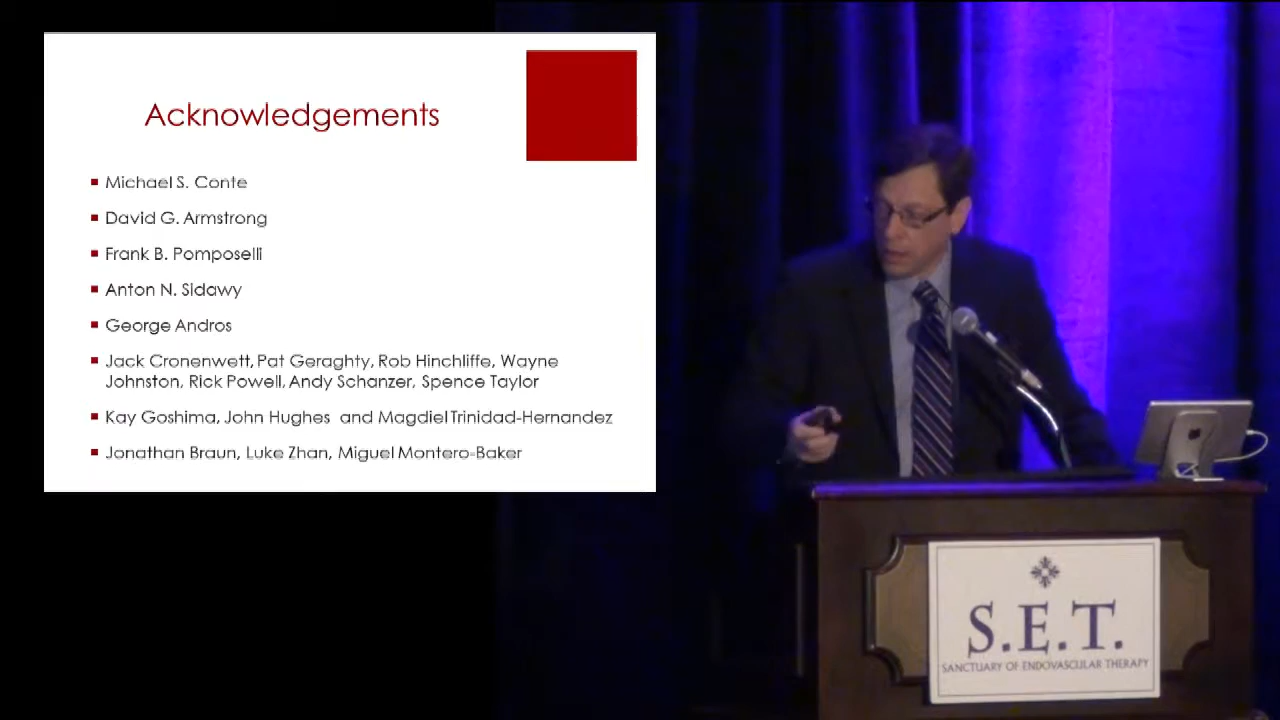 Acknowledgements
Michael S. Conte
David G. Armstrong
Frank B. Pomposelli
Anton N. Sidawy
George Andros
Jack Cronenwett, Pat Geraghty, Rob Hinchliffe, Wayne
Johnston, Rick Powell, Andy Schanzer, Spence Taylor
Kay Goshima, John Hughes and Magdiel Trinidad-Hernandez
Jonathan Braun, Luke Zhan, Miguel Montero-Baker
S.E.T.
SANCTUARY OF ENDOVASCULAR THERAPY